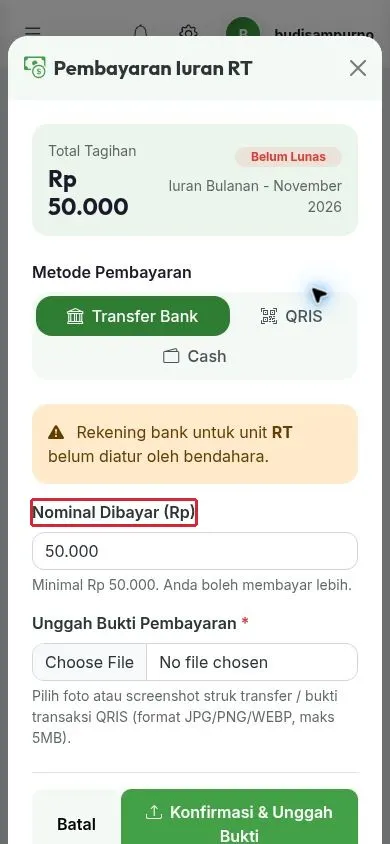 B budisampurno
Pembayaran Iuran RT
Total Tagihan
Rp
50.000
Belum Lunas
Iuran Bulanan - November
2026
Metode Pembayaran
Transfer Bank
QRIS
Cash
Rekening bank untuk unit RT
belum diatur oleh bendahara.
Nominal Dibayar (Rp)
50.000
Minimal Rp 50.000. Anda boleh membayar lebih.
Unggah Bukti Pembayaran *
Choose File No file chosen
Pilih foto atau screenshot struk transfer / bukti
transaksi QRIS (format JPG/PNG/WEBP, maks
5MB).
Batal
Konfirmasi & Unggah
Bukti